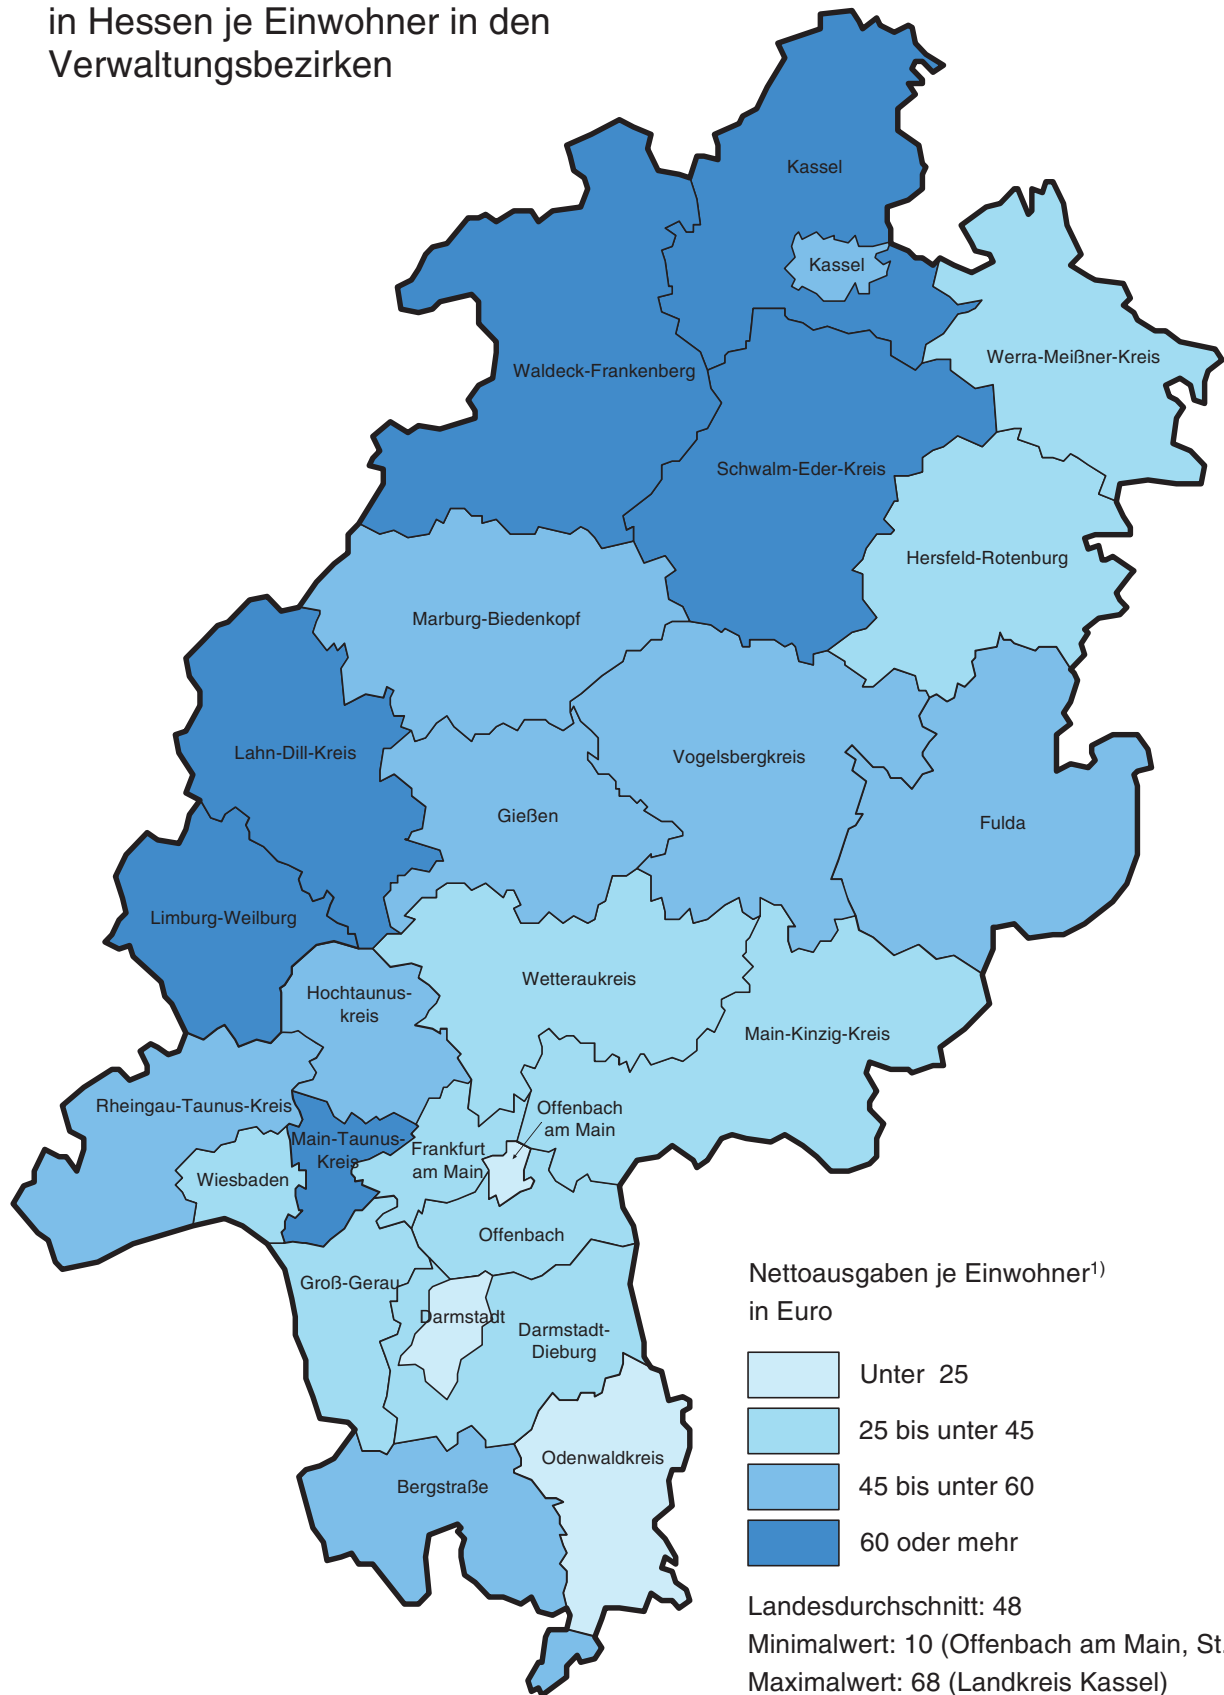 in Hessen je Einwohner in den
Verwaltungsbezirken
Kassel
Kassel
Werra-Meißner-Kreis
Waldeck-Frankenberg
Schwalm-Eder-Kreis
Hersfeld-Rotenburg
Marburg-Biedenkopf
Lahn-Dill-Kreis
Vogelsbergkreis
Gießen
Fulda
Limburg-Weilburg
Wetteraukreis
Hochtaunus-
kreis
Main-Kinzig-Kreis
Rheingau-Taunus-Kreis
Offenbach
am Main
Main-Taunus-
Kreis
Frankfurt
am Main
Wiesbaden
Offenbach
Groß-Gerau
Darmstadt
Darmstadt-
Dieburg
Odenwaldkreis
Bergstraße
Nettoausgaben je Einwohner1)
in Euro
Unter 25
25 bis unter 45
45 bis unter 60
60 oder mehr
Landesdurchschnitt: 48
Minimalwert: 10 (Offenbach am Main, St.
Maximalwert: 68 (Landkreis Kassel)